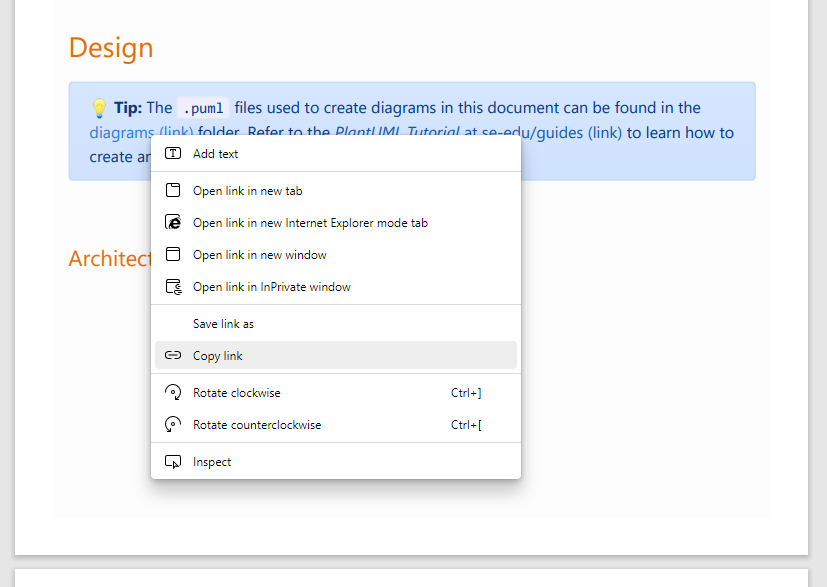 Design
Tip: The .puml files used to create diagrams in this document can be found in the
diagrams (link) folder. Refer to the PlantUML Tutorial at se-edu/guides (link) to learn how to
create
Add text
Open link in new tab
Open link in new Internet Explorer mode tab
Open link in new window
Architect
Open link in InPrivate window
Save link as
Copy link
Rotate clockwise Ctrl+]
Rotate counterclockwise Ctrl+[
Inspect